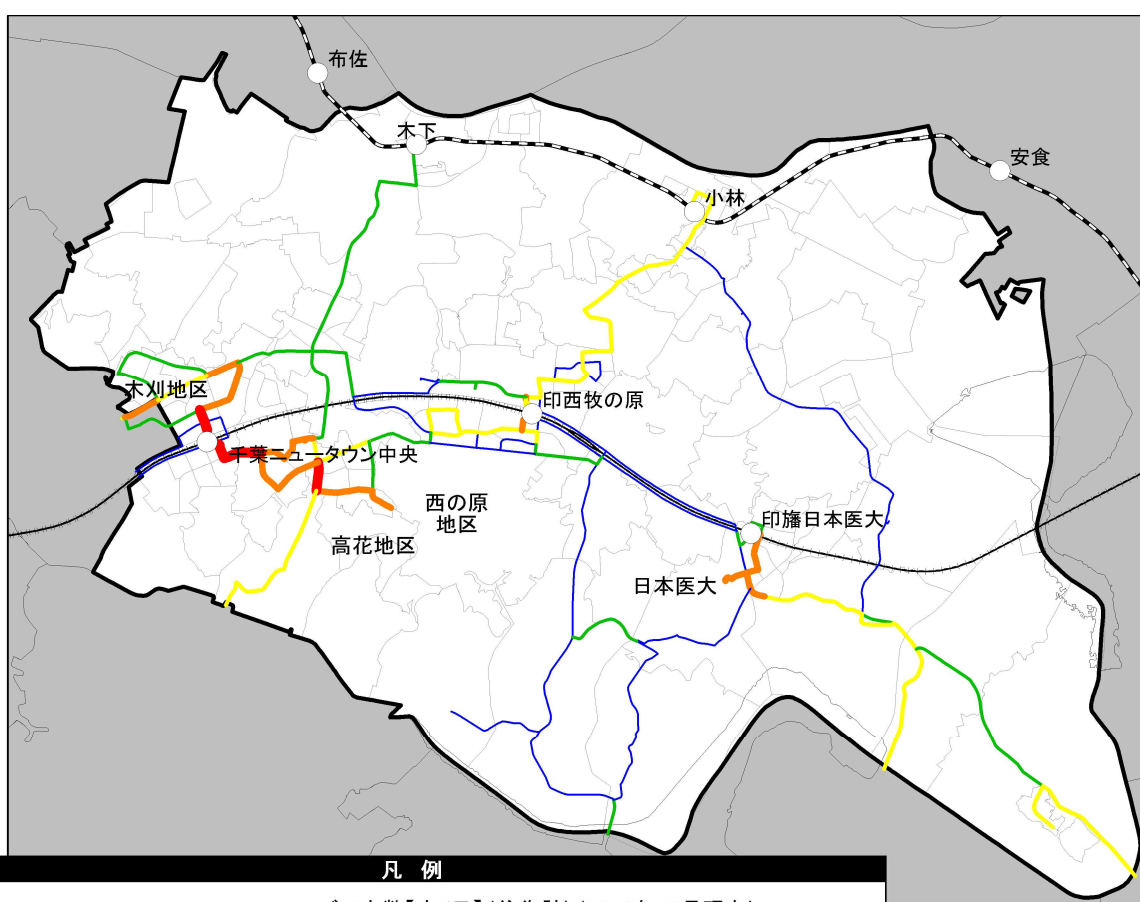 布佐
木下
安食
小林
木刈地区
印西牧の原
千葉ニュータウン中央
西の原
地区
高花地区
印旛日本医大
日本医大
凡 例